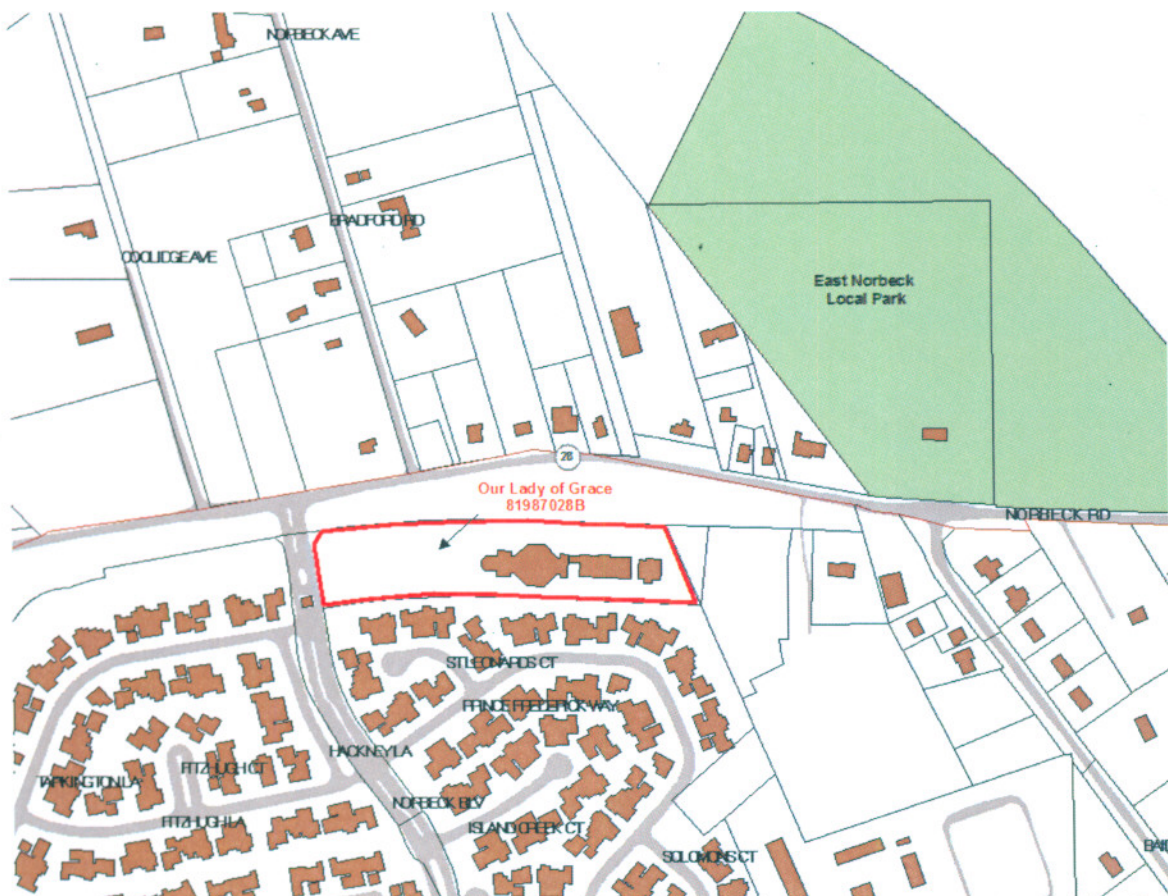 NORBECK AVE
BRADFORD RD
COOLIDGE AVE
East Norbeck
Local Park
28
Our Lady of Grace
81987028B
NORBECK RD
ST LEONARDS CT
PRINCE FREDERICK WAY
HACKNEY LA
FITZHUGH CT
TARKINGTON LA
NORBECK BLV
FITZHUGH LA
ISLAND CREEK CT
SOLOMONS CT